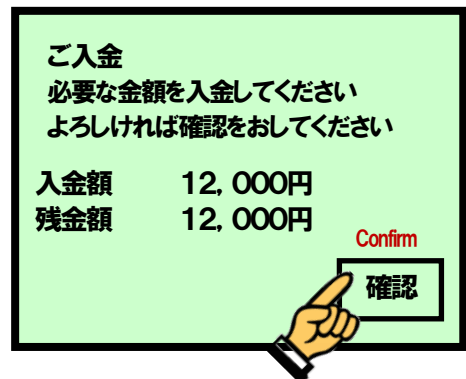 ご入金
必要な金額を入金してください
よろしければ確認をおしてください
入金額 12,000円
残金額 12,000円
Confirm
確認